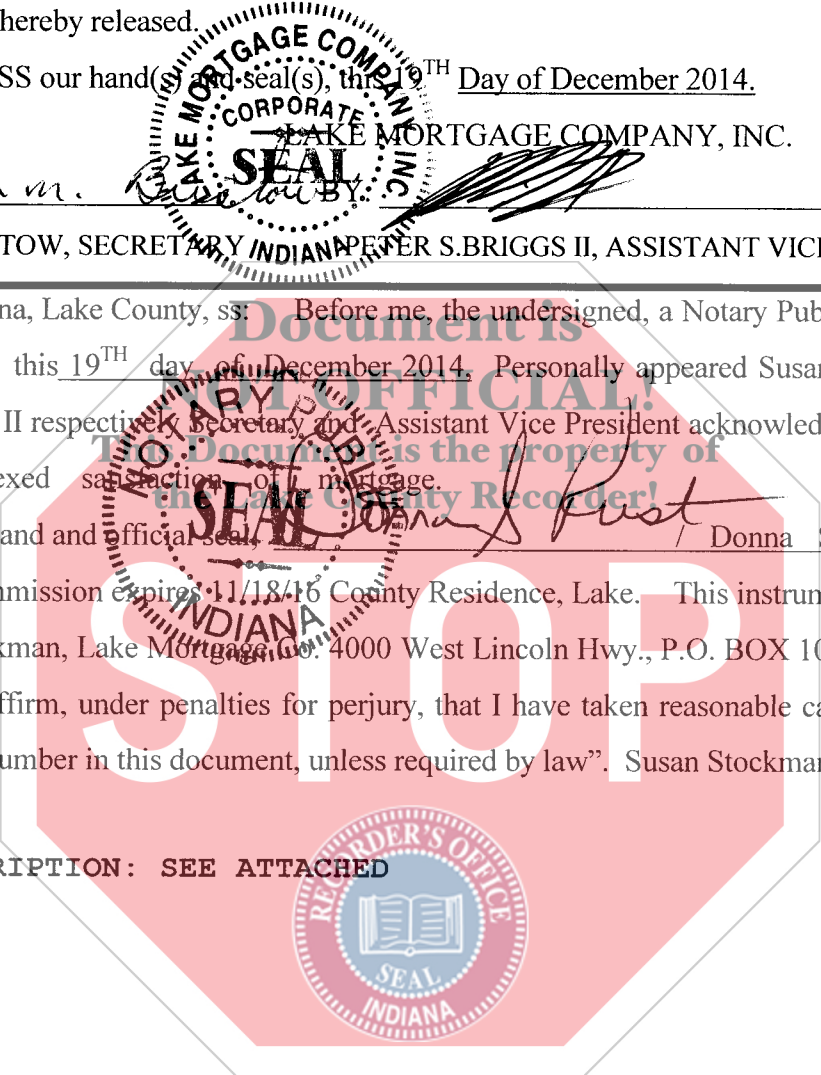 hereby released.
SS our hand(s) and seal(s), this 19TH Day of December 2014.
LAKE MORTGAGE COMPANY INC.
CORPORATE
SEAL
INDIANA
LAKE MORTGAGE COMPANY, INC.
m. BY:
TOW, SECRETARY PETER S.BRIGGS II, ASSISTANT VICE
na, Lake County, ss: Before me, the undersigned, a Notary Pub
this 19TH day of December 2014, Personally appeared Susan
II respectively Secretary and Assistant Vice President acknowled
exed satisfaction of mortgage.
and and official seal, Donna S Rust / Donna S
mmission expires 11/18/16 County Residence, Lake. This instrum
kman, Lake Mortgage Co. 4000 West Lincoln Hwy., P.O. BOX 10
ffirm, under penalties for perjury, that I have taken reasonable ca
umber in this document, unless required by law”. Susan Stockman
NOTARY PUBLIC
SEAL
INDIANA
Document is
NOT OFFICIAL!
This Document is the property of
the Lake County Recorder!
STOP
RIPTION: SEE ATTACHED
RECORDER'S OFFICE
SEAL
INDIANA